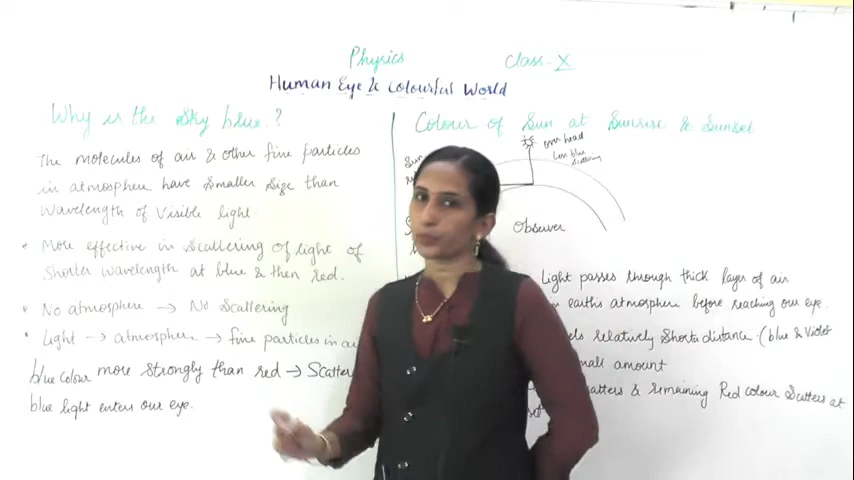 Physics Class-X
Human Eye & Colourful World
Why is the Sky blue?
The molecules of air & other fine particles
in atmosphere have smaller size than
wavelength of visible light.
More effective in scattering of light of
shorter wavelength at blue & then red.
No atmosphere → No Scattering
Light → atmosphere → fine particles in air
blue colour more strongly than red → Scatter
blue light enters our eye.
Colour of Sun at Sunrise & Sunset
over head
Less blue
scattering
Sun
Observer
Light passes through thick layer of air
earth's atmosphere before reaching our eye.
relatively shorter distance (blue & Violet
small amount
scatters & remaining Red colour Scatters at
set